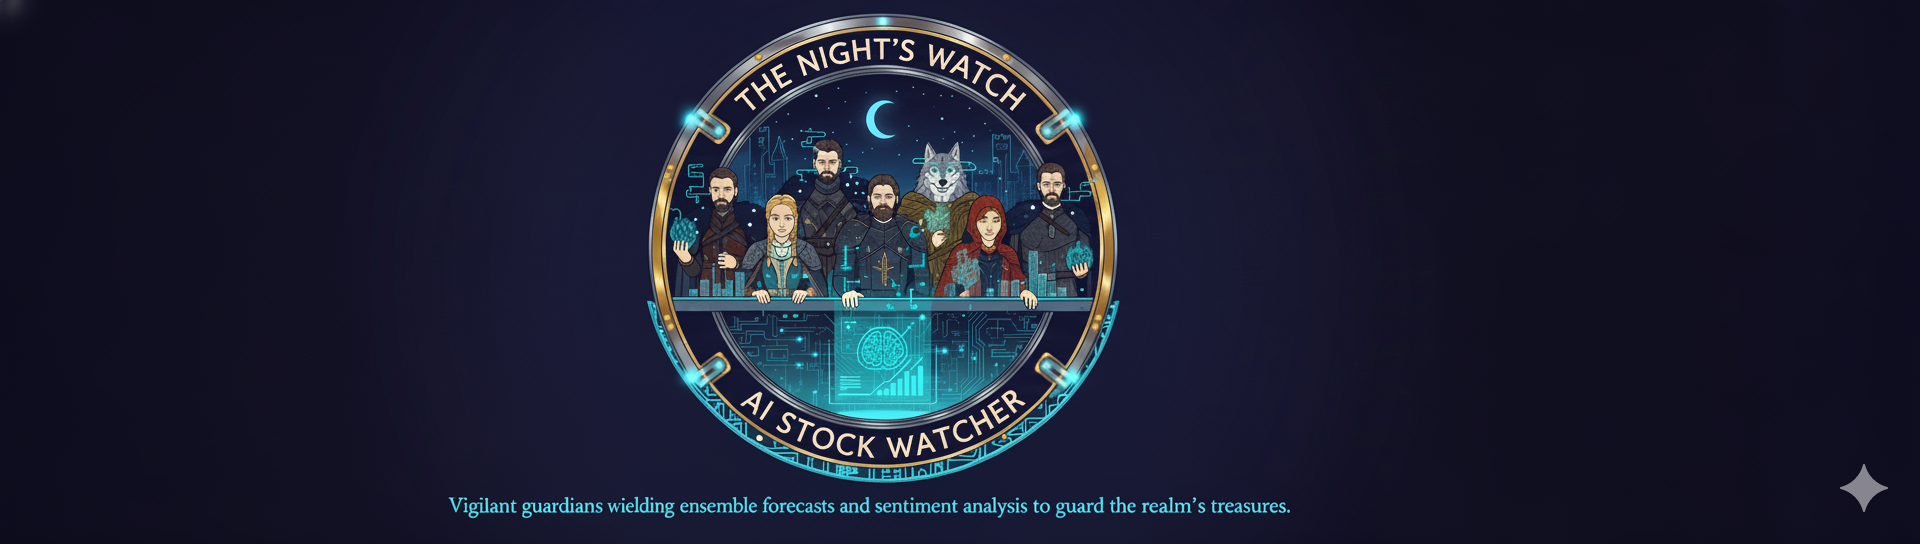 THE NIGHT'S WATCH
AI STOCK WATCHER
Vigilant guardians wielding ensemble forecasts and sentiment analysis to guard the realm's treasures.